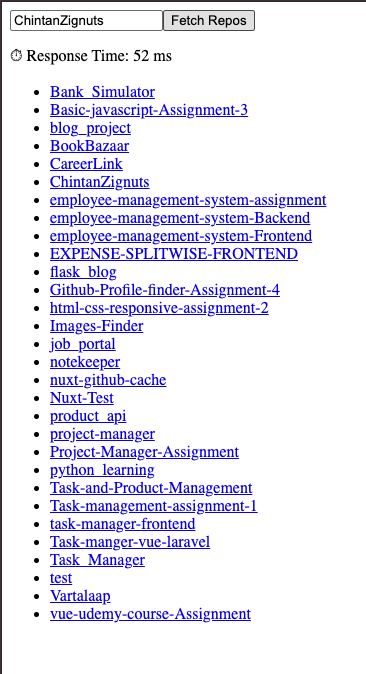 ChintanZignuts Fetch Repos
⏱ Response Time: 52 ms
Bank_Simulator
Basic-javascript-Assignment-3
blog_project
BookBazaar
CareerLink
ChintanZignuts
employee-management-system-assignment
employee-management-system-Backend
employee-management-system-Frontend
EXPENSE-SPLITWISE-FRONTEND
flask_blog
Github-Profile-finder-Assignment-4
html-css-responsive-assignment-2
Images-Finder
job_portal
notekeeper
nuxt-github-cache
Nuxt-Test
product_api
project-manager
Project-Manager-Assignment
python_learning
Task-and-Product-Management
Task-management-assignment-1
task-manager-frontend
Task-manger-vue-laravel
Task_Manager
test
Vartalaap
vue-udemy-course-Assignment